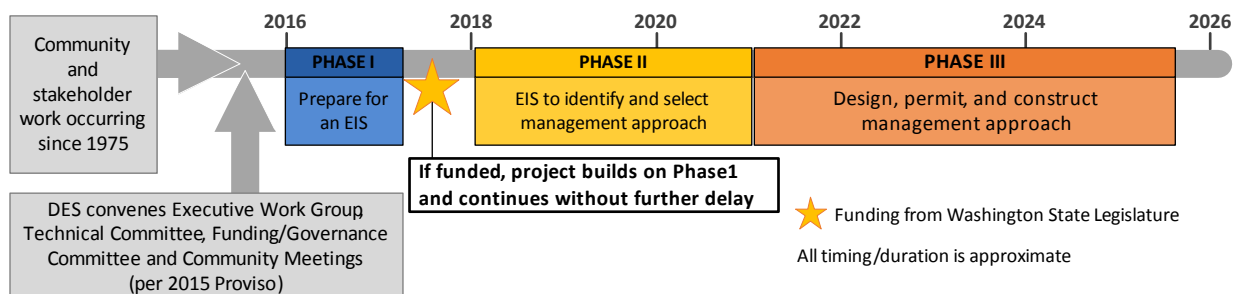 2016 2018 2020 2022 2024 2026
Community
and
stakeholder
work occurring
since 1975
PHASE I
Prepare for
an EIS
PHASE II
EIS to identify and select
management approach
PHASE III
Design, permit, and construct
management approach
If funded, project builds on Phase1
and continues without further delay
DES convenes Executive Work Group,
Technical Committee, Funding/Governance
Committee and Community Meetings
(per 2015 Proviso)
Funding from Washington State Legislature
All timing/duration is approximate